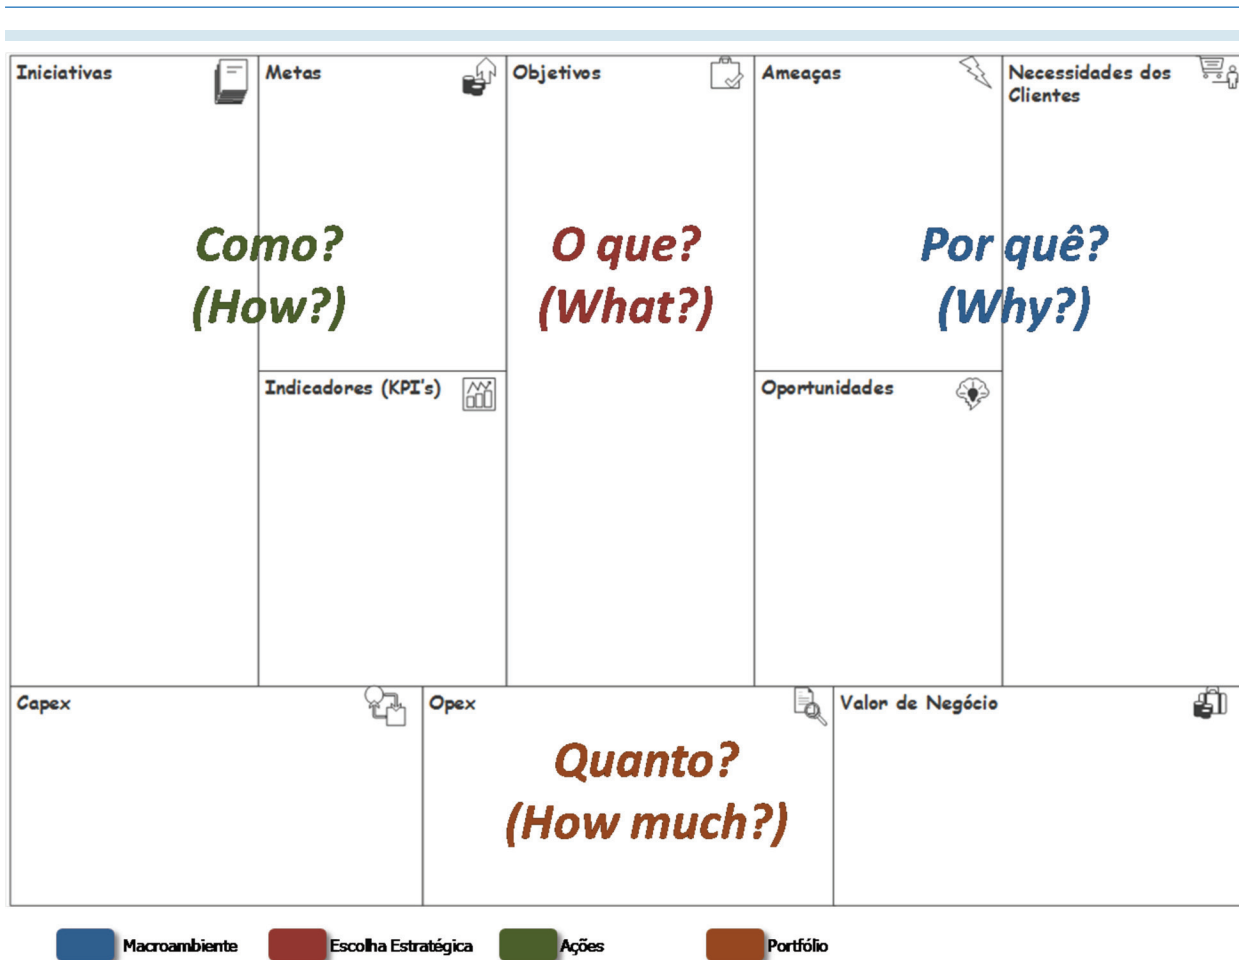 Iniciativas
Metas
Objetivos
Ameaças
Necessidades dos
Clientes
Como?
(How?)
O que?
(What?)
Por quê?
(Why?)
Indicadores (KPI's)
Oportunidades
Capex
Opex
Valor de Negócio
Quanto?
(How much?)
Macroambiente
Escolha Estratégica
Ações
Portfólio